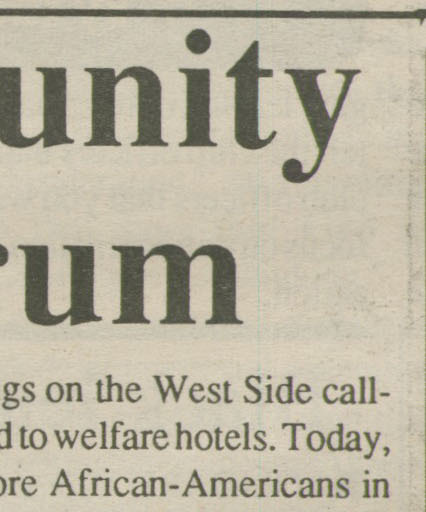 unity
rum
gs on the West Side call-
d to welfare hotels. Today,
ore African-Americans in